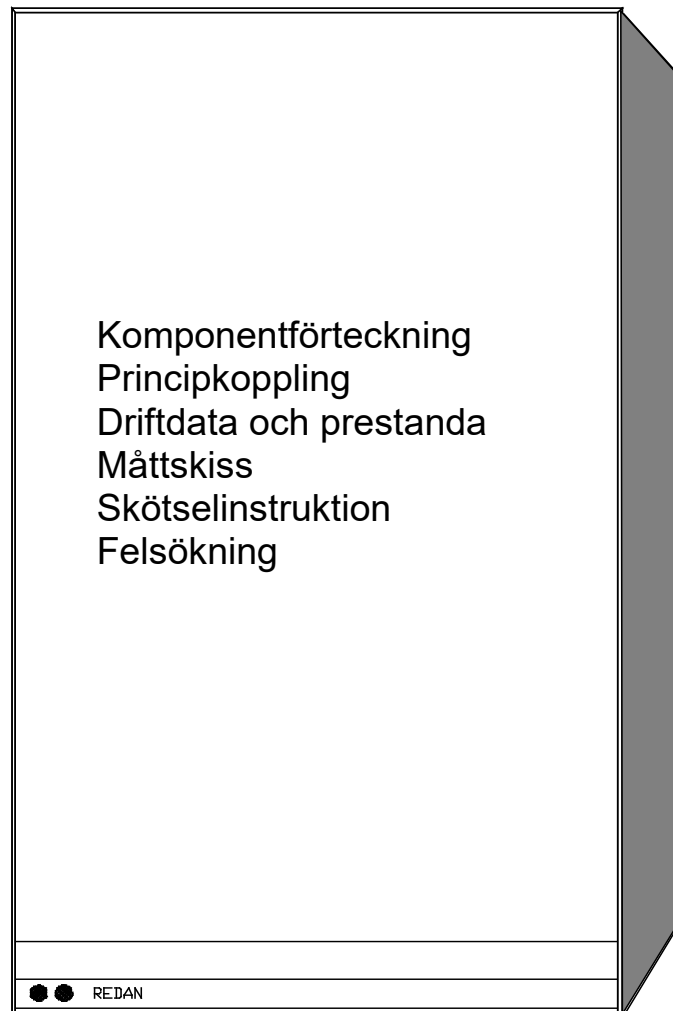 Komponentförteckning
Principkoppling
Driftdata och prestanda
Måttskiss
Skötselinstruktion
Felsökning
REDAN